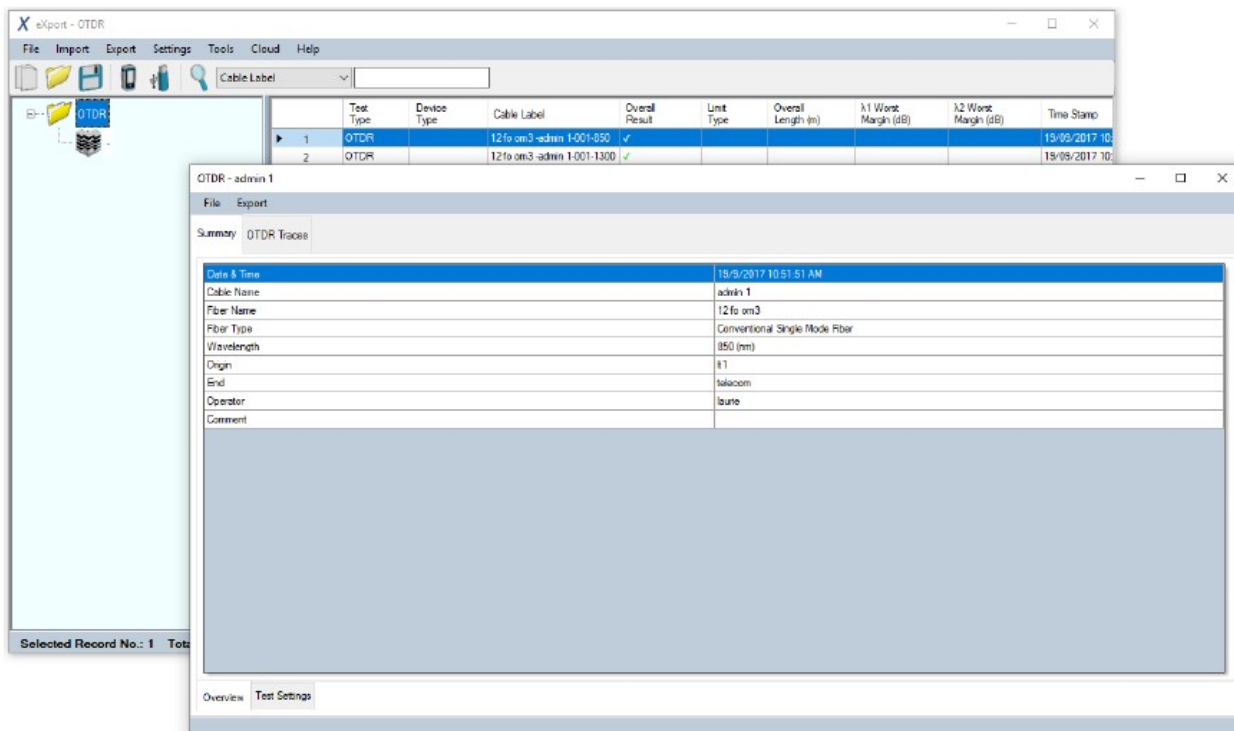 X eXport - OTDR
File Import Export Settings Tools Cloud Help
Cable Label
OTDR
Test Type Device Type Cable Label Overall Result Limit Type Overall Length (m) λ1 Worst Margin (dB) λ2 Worst Margin (dB) Time Stamp
1 OTDR 12 fo om3 -admin 1-001-850 ✓ 19/09/2017 10:
2 OTDR 12 fo om3 -admin 1-001-1300 ✓ 19/09/2017 10:
OTDR - admin 1
File Export
Summary OTDR Traces
Date & Time 19/9/2017 10:51:51 AM
Cable Name admin 1
Fiber Name 12 fo om3
Fiber Type Conventional Single Mode Fiber
Wavelength 850 (nm)
Origin
End telecom
Operator laurie
Comment
Selected Record No.: 1 Tota
Overview Test Settings